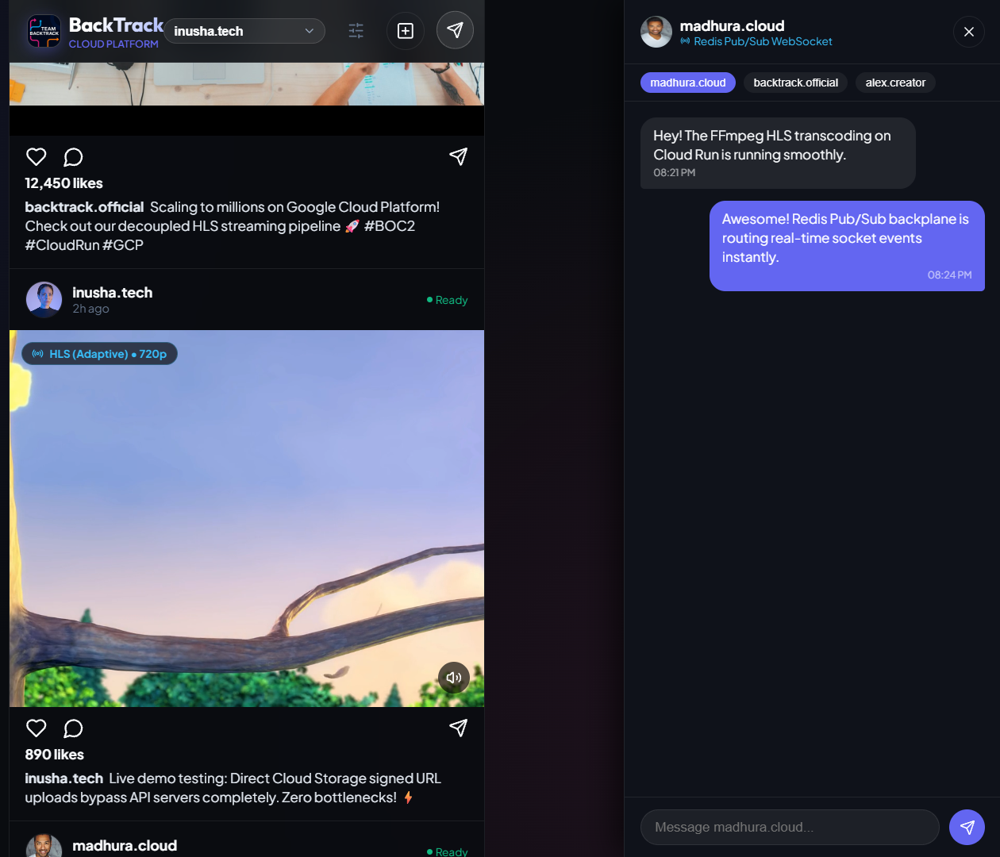 TEAM
BACKTRACK
BackTrack
CLOUD PLATFORM
inusha.tech
12,450 likes
backtrack.official Scaling to millions on Google Cloud Platform!
Check out our decoupled HLS streaming pipeline 🚀 #BOC2
#CloudRun #GCP
inusha.tech
2h ago
Ready
HLS (Adaptive) • 720p
890 likes
inusha.tech Live demo testing: Direct Cloud Storage signed URL
uploads bypass API servers completely. Zero bottlenecks! ⚡
madhura.cloud
Ready
madhura.cloud
Redis Pub/Sub WebSocket
madhura.cloud
backtrack.official
alex.creator
Hey! The FFmpeg HLS transcoding on
Cloud Run is running smoothly.
08:21 PM
Awesome! Redis Pub/Sub backplane is
routing real-time socket events
instantly.
08:24 PM
Message madhura.cloud...